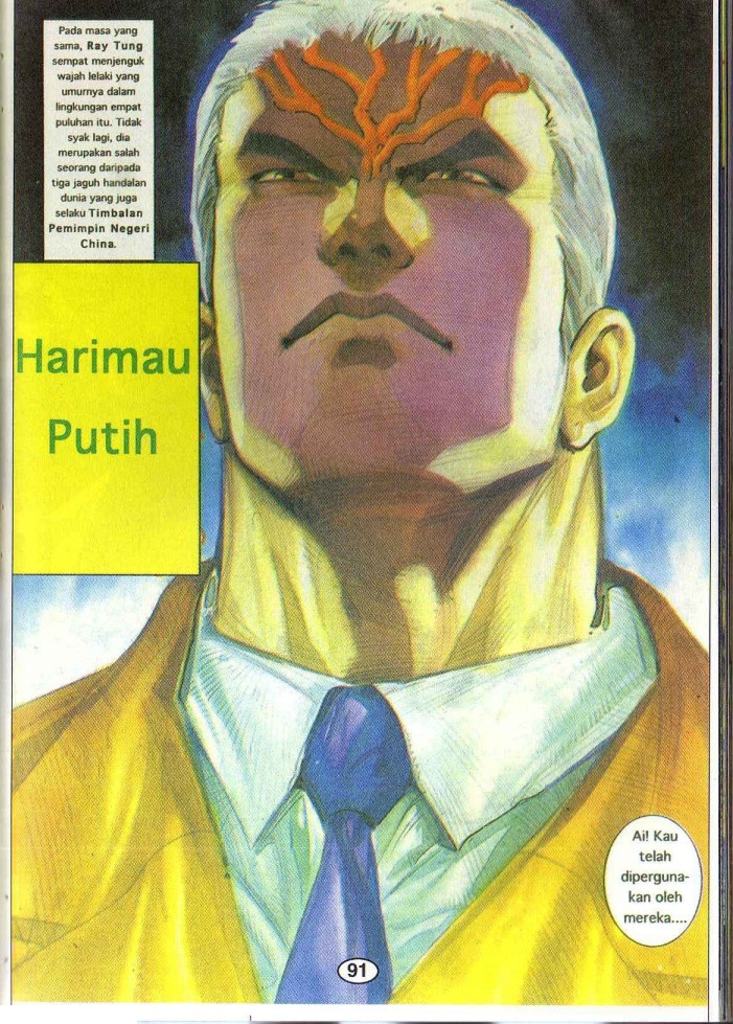 Pada masa yang
sama, Ray Tung
sempat menjenguk
wajah lelaki yang
umurnya dalam
lingkungan empat
puluhan itu. Tidak
syak lagi, dia
merupakan salah
seorang daripada
tiga jaguh handalan
dunia yang juga
selaku Timbalan
Pemimpin Negeri
China.
Harimau
Putih
Ai! Kau
telah
diperguna-
kan oleh
mereka....
91